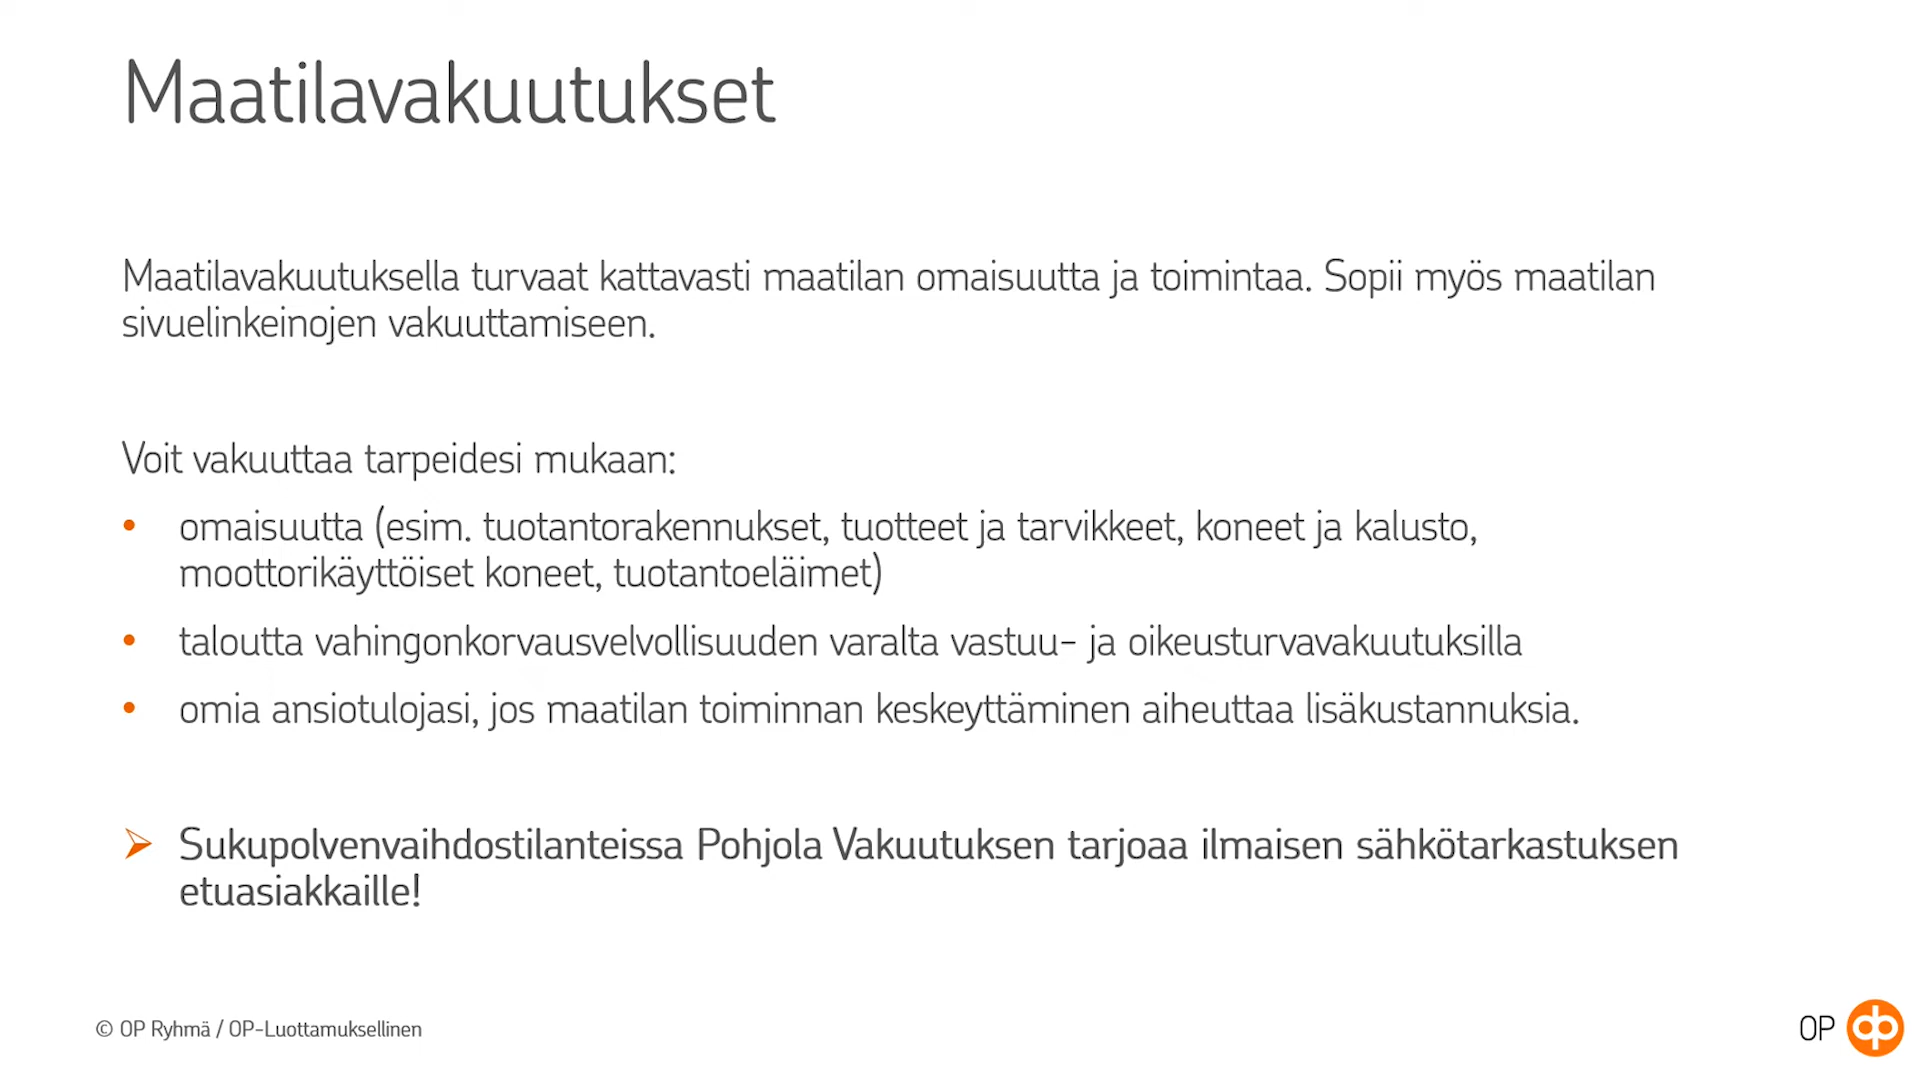 Maatilavakuutukset
Maatilavakuutuksella turvaat kattavasti maatilan omaisuutta ja toimintaa. Sopii myös maatilan
sivuelinkeinojen vakuuttamiseen.
Voit vakuuttaa tarpeidesi mukaan:
• omaisuutta (esim. tuotantorakennukset, tuotteet ja tarvikkeet, koneet ja kalusto,
moottorikäyttöiset koneet, tuotantoeläimet)
• taloutta vahingonkorvausvelvollisuuden varalta vastuu- ja oikeusturvavakuutuksilla
• omia ansiotulojasi, jos maatilan toiminnan keskeyttäminen aiheuttaa lisäkustannuksia.
➢ Sukupolvenvaihdostilanteissa Pohjola Vakuutuksen tarjoaa ilmaisen sähkötarkastuksen
etuasiakkaille!
© OP Ryhmä / OP-Luottamuksellinen
OP